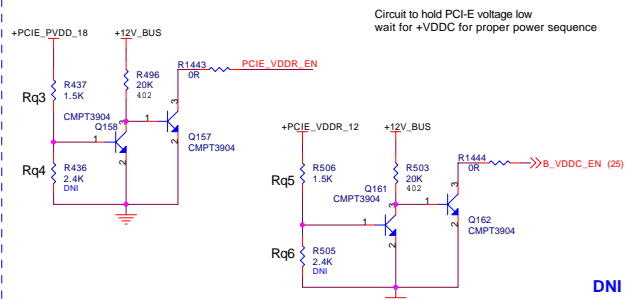 Circuit to hold PCI-E voltage low
wait for +VDDC for proper power sequence
+PCIE_PVDD_18
+12V_BUS
R1443
0R
PCIE_VDDR_EN
Rq3
R437
1.5K
R496
20K
402
CMPT3904
Q158
3
1
2
3
1
2
Q157
CMPT3904
Rq4
R436
2.4K
DNI
+PCIE_VDDR_12
+12V_BUS
R1444
0R
B_VDDC_EN (25)
Rq5
R506
1.5K
R503
20K
402
Q161
CMPT3904
3
1
2
3
1
2
Q162
CMPT3904
Rq6
R505
2.4K
DNI
DNI